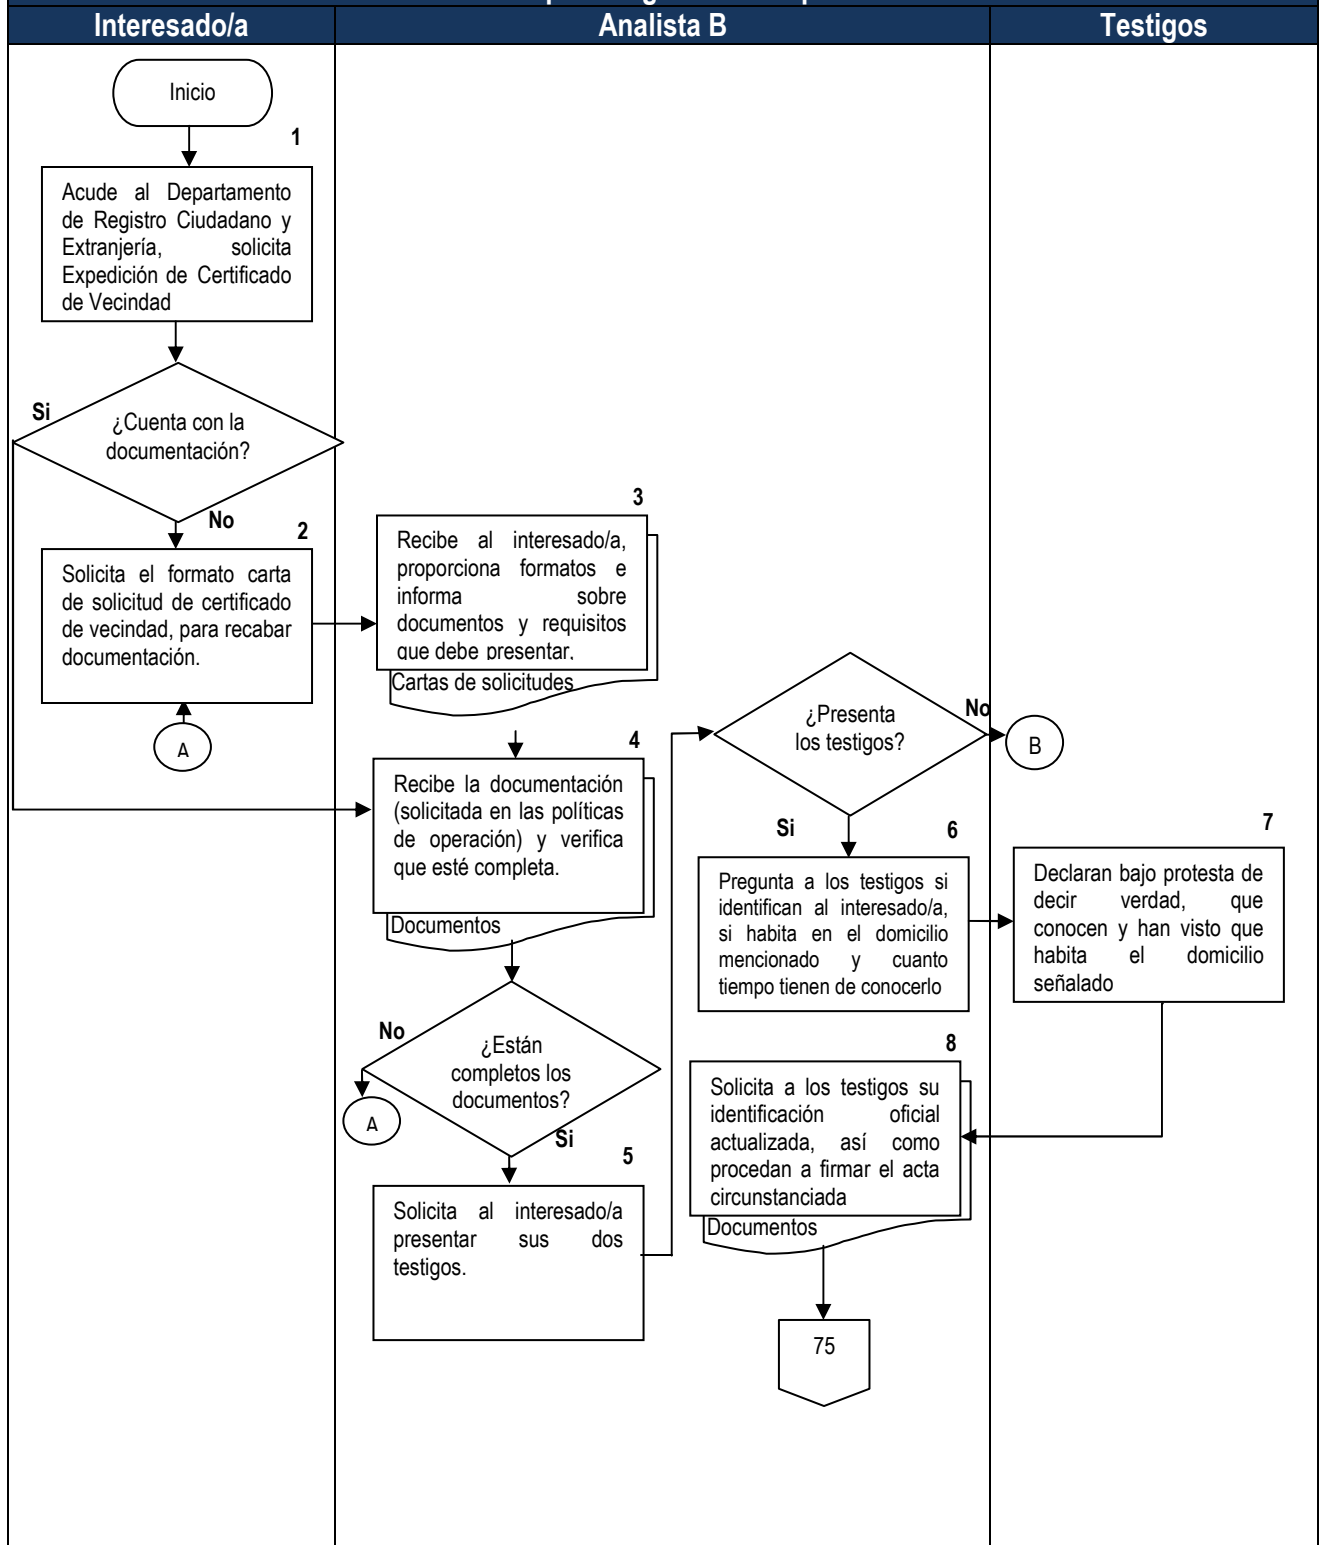 Interesado/a
Analista B
Testigos
Inicio
1
Acude al Departamento
de Registro Ciudadano y
Extranjería, solicita
Expedición de Certificado
de Vecindad
Si
¿Cuenta con la
documentación?
No
2
Solicita el formato carta
de solicitud de certificado
de vecindad, para recabar
documentación.
A
3
Recibe al interesado/a,
proporciona formatos e
informa sobre
documentos y requisitos
que debe presentar.
Cartas de solicitudes
4
Recibe la documentación
(solicitada en las políticas
de operación) y verifica
que esté completa.
Documentos
No
¿Están
completos los
documentos?
A
Si
5
Solicita al interesado/a
presentar sus dos
testigos.
¿Presenta
los testigos?
No
B
Si
6
Pregunta a los testigos si
identifican al interesado/a,
si habita en el domicilio
mencionado y cuanto
tiempo tienen de conocerlo
7
Declaran bajo protesta de
decir verdad, que
conocen y han visto que
habita el domicilio
señalado
8
Solicita a los testigos su
identificación oficial
actualizada, así como
procedan a firmar el acta
circunstanciada
Documentos
75